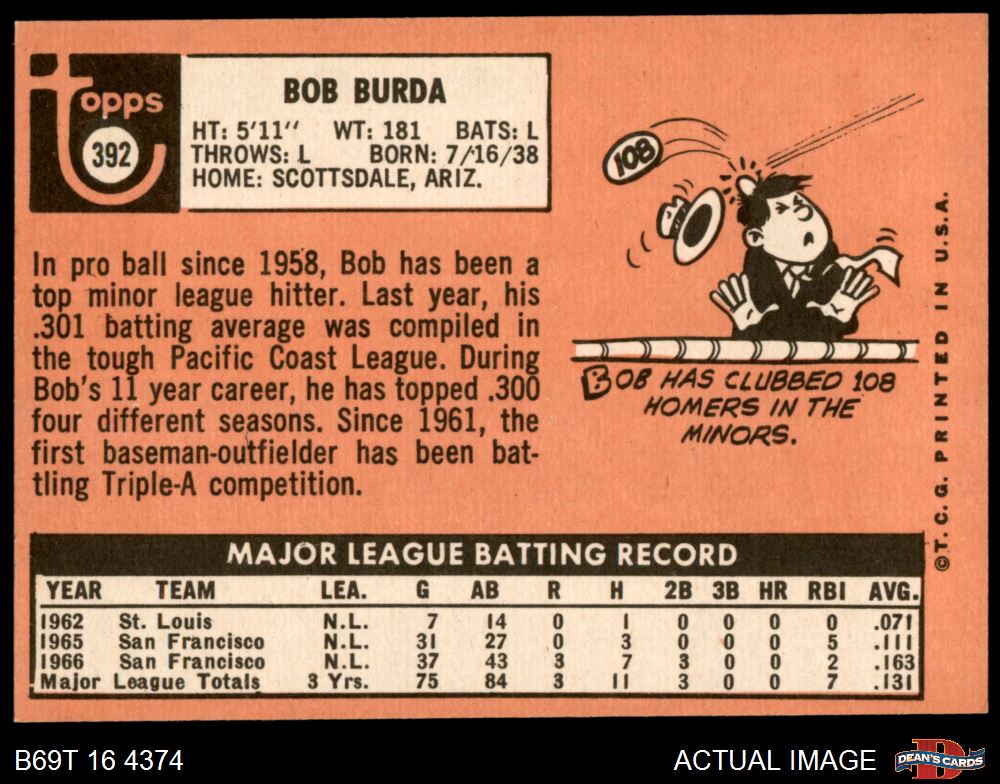 Topps
392
BOB BURDA
HT: 5'11" WT: 181 BATS: L
THROWS: L BORN: 7/16/38
HOME: SCOTTSDALE, ARIZ.
In pro ball since 1958, Bob has been a
top minor league hitter. Last year, his
.301 batting average was compiled in
the tough Pacific Coast League. During
Bob's 11 year career, he has topped .300
four different seasons. Since 1961, the
first baseman-outfielder has been bat-
tling Triple-A competition.
108
BOB HAS CLUBBED 108
HOMERS IN THE
MINORS.
©T.C.G. PRINTED IN U.S.A.
MAJOR LEAGUE BATTING RECORD
YEAR TEAM LEA. G AB R H 2B 3B HR RBI AVG.
1962 St. Louis N.L. 7 14 0 1 0 0 0 0 .071
1965 San Francisco N.L. 31 27 0 3 0 0 0 5 .111
1966 San Francisco N.L. 37 43 3 7 3 0 0 2 .163
Major League Totals 3 Yrs. 75 84 3 11 3 0 0 7 .131
B69T 16 4374
ACTUAL IMAGE
D
DEAN'S CARDS